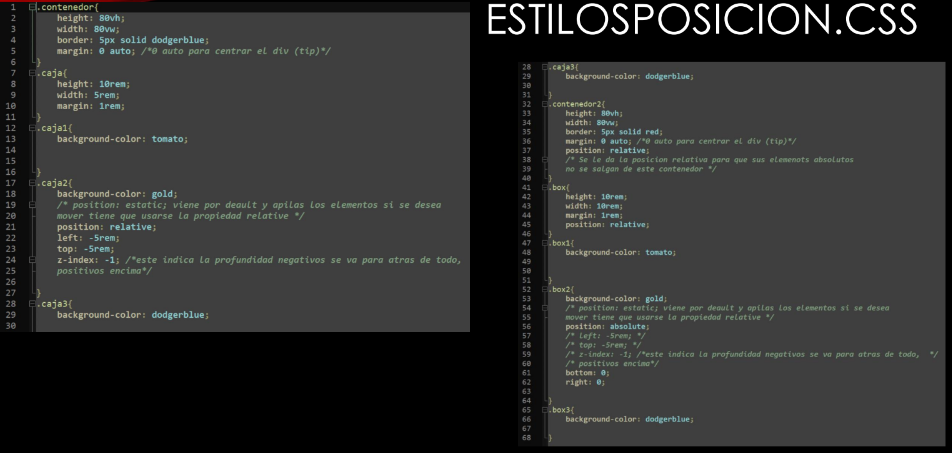 ESTILOSPOSICION.CSS
1 .contenedor{
2 height: 80vh;
3 width: 80vw;
4 border: 5px solid dodgerblue;
5 margin: 0 auto; /*0 auto para centrar el div (tip)*/
6 }
7 .caja{
8 height: 10rem;
9 width: 5rem;
10 margin: 1rem;
11 }
12 .caja1{
13 background-color: tomato;
14
15
16 }
17 .caja2{
18 background-color: gold;
19 /* position: estatic; viene por deault y apilas los elementos si se desea
20 mover tiene que usarse la propiedad relative */
21 position: relative;
22 left: -5rem;
23 top: -5rem;
24 z-index: -1; /*este indica la profundidad negativos se va para atras de todo,
25 positivos encima*/
26
27 }
28 .caja3{
29 background-color: dodgerblue;
30
28 .caja3{
29 background-color: dodgerblue;
30
31 }
32 .contenedor2{
33 height: 80vh;
34 width: 80vw;
35 border: 5px solid red;
36 margin: 0 auto; /*0 auto para centrar el div (tip)*/
37 position: relative;
38 /* Se le da la posicion relativa para que sus elemenots absolutos
39 no se salgan de este contenedor */
40 }
41 .box{
42 height: 10rem;
43 width: 10rem;
44 margin: 1rem;
45 position: relative;
46 }
47 .box1{
48 background-color: tomato;
49
50
51 }
52 .box2{
53 background-color: gold;
54 /* position: estatic; viene por deault y apilas los elementos si se desea
55 mover tiene que usarse la propiedad relative */
56 position: absolute;
57 /* left: -5rem; */
58 /* top: -5rem; */
59 /* z-index: -1; /*este indica la profundidad negativos se va para atras de todo, */
60 /* positivos encima*/
61 bottom: 0;
62 right: 0;
63
64 }
65 .box3{
66 background-color: dodgerblue;
67
68 }